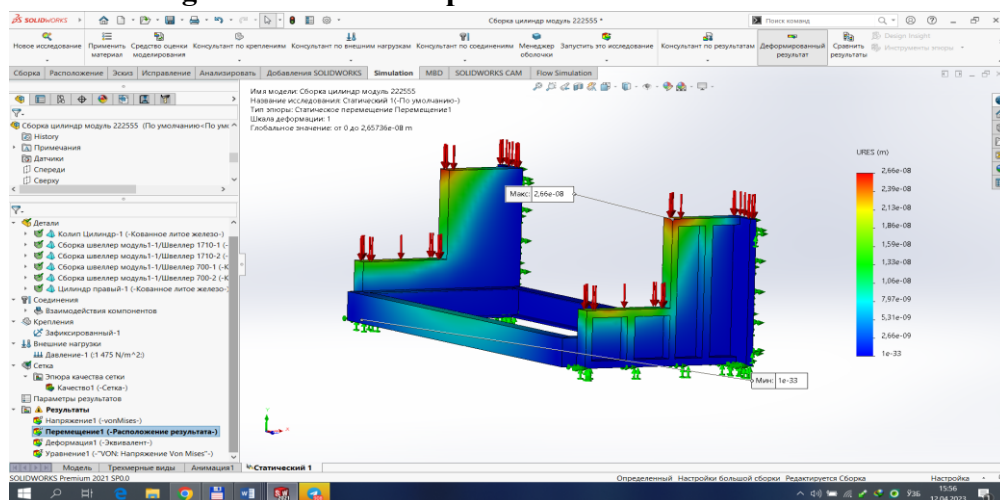 SOLIDWORKS
Сборка цилиндр модуль 222555 *
Поиск команд
Новое исследование
Применить материал
Средство оценки моделирования
Консультант по креплениям
Консультант по внешним нагрузкам
Консультант по соединениям
Менеджер оболочки
Запустить это исследование
Консультант по результатам
Деформированный результат
Сравнить результаты
Design Insight
Инструменты эпюры
Сборка Расположение Эскиз Исправление Анализировать Добавления SOLIDWORKS Simulation MBD SOLIDWORKS CAM Flow Simulation
Имя модели: Сборка цилиндр модуль 222555
Название исследования: Статический 1(-По умолчанию-)
Тип эпюры: Статическое перемещение Перемещение1
Шкала деформации: 1
Глобальное значение: от 0 до 2,65736e-08 m
Сборка цилиндр модуль 222555 (По умолчанию<По умо
History
Примечания
Датчики
Спереди
Сверху
Детали
Колип Цилиндр-1 (-Кованное литое железо-)
Сборка швеллер модуль1-1/Швеллер 1710-1 (-
Сборка швеллер модуль1-1/Швеллер 1710-2 (-
Сборка швеллер модуль1-1/Швеллер 700-1 (-К
Сборка швеллер модуль1-1/Швеллер 700-2 (-К
Цилиндр правый-1 (-Кованное литое железо-
Соединения
Взаимодействия компонентов
Крепления
Зафиксированный-1
Внешние нагрузки
Давление-1 (:1 475 N/m^2:)
Сетка
Эпюра качества сетки
Качество1 (-Сетка-)
Параметры результатов
Результаты
Напряжение1 (-vonMises-)
Перемещение1 (-Расположение результата-)
Деформация1 (-Эквивалент-)
Уравнение1 (-"VON: Напряжение Von Mises"-)
Макс: 2,66e-08
Мин: 1e-33
URES (m)
2,66e-08
2,39e-08
2,13e-08
1,86e-08
1,59e-08
1,33e-08
1,06e-08
7,97e-09
5,31e-09
2,66e-09
1e-33
Модель Трехмерные виды Анимация1 Статический 1
SOLIDWORKS Premium 2021 SP0.0
Определенный Настройки большой сборки Редактируется Сборка Настройка
ЎЗБ
15:56
12.04.2023